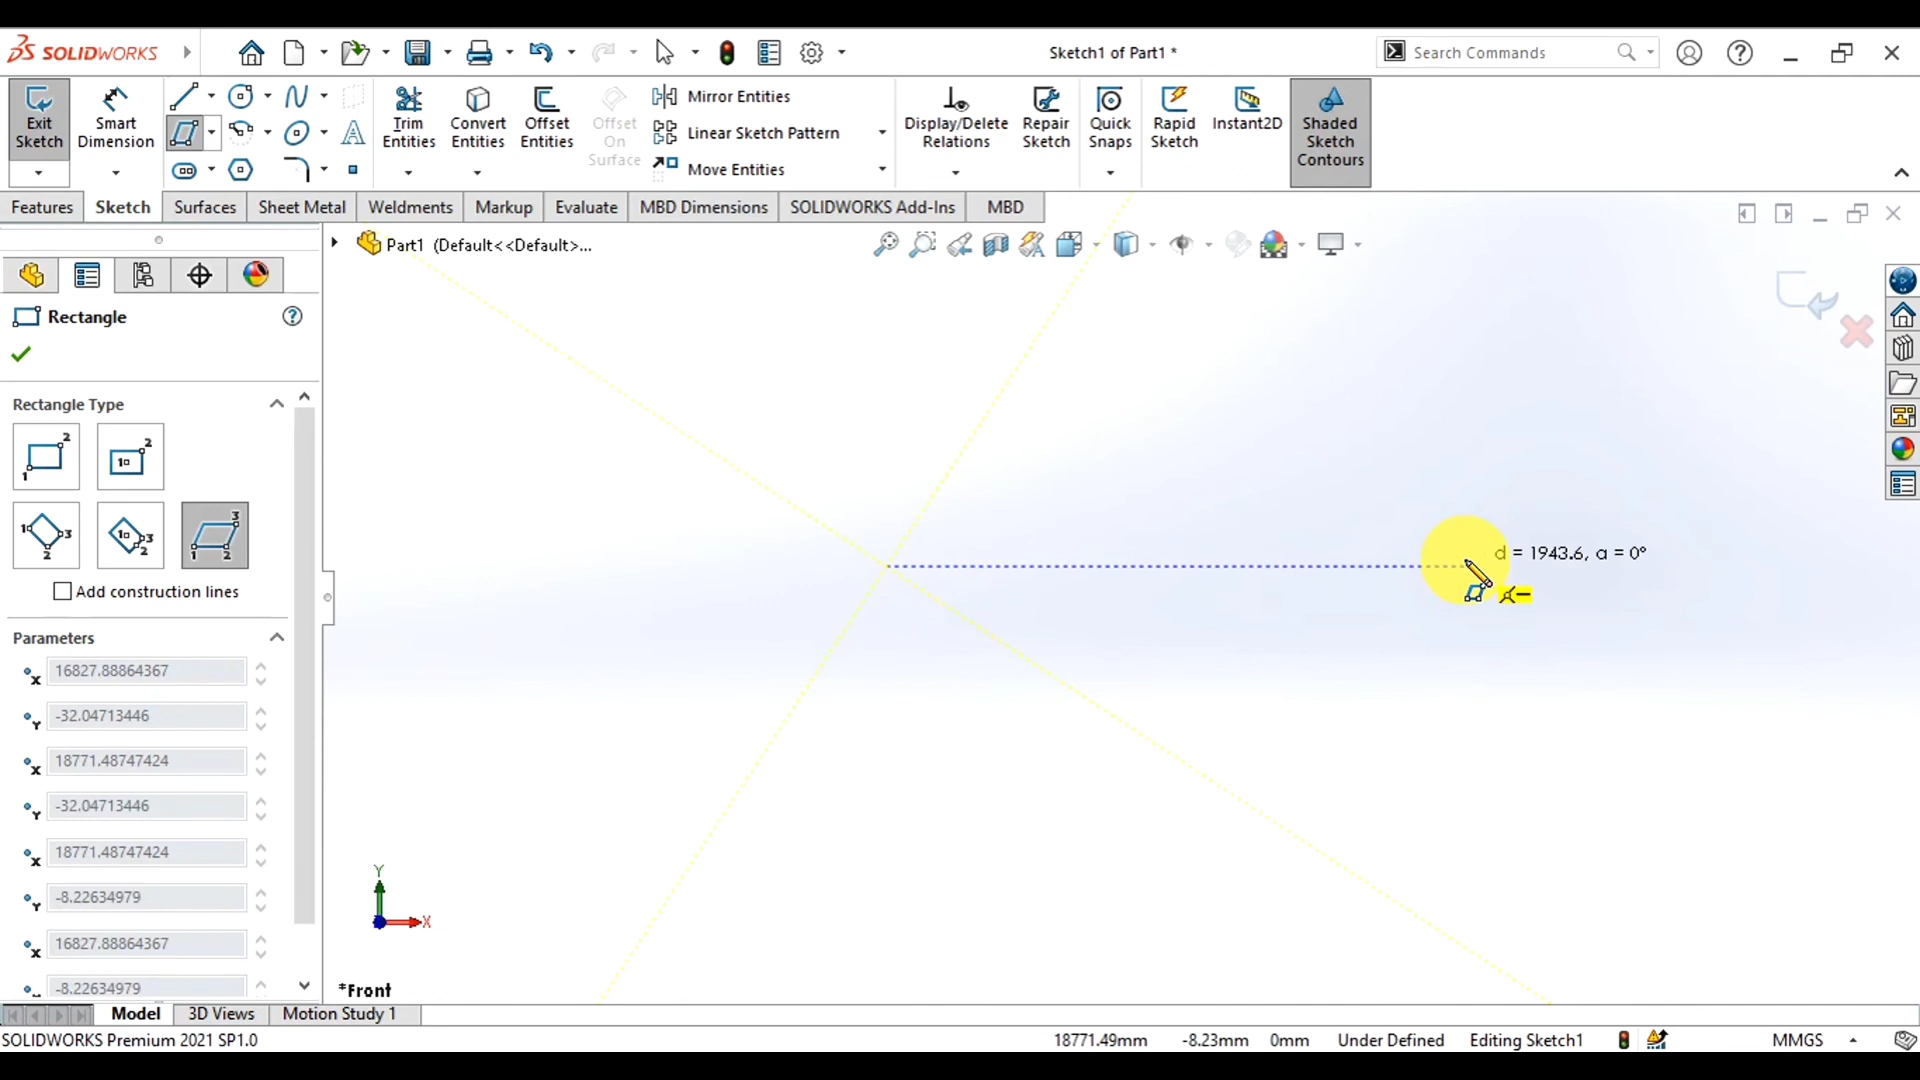 SOLIDWORKS
Sketch1 of Part1 *
Search Commands
Exit Sketch
Smart Dimension
Trim Entities
Convert Entities
Offset Entities
Offset On Surface
Mirror Entities
Linear Sketch Pattern
Move Entities
Display/Delete Relations
Repair Sketch
Quick Snaps
Rapid Sketch
Instant2D
Shaded Sketch Contours
Features
Sketch
Surfaces
Sheet Metal
Weldments
Markup
Evaluate
MBD Dimensions
SOLIDWORKS Add-Ins
MBD
Part1 (Default<<Default>...
Rectangle
Rectangle Type
Add construction lines
Parameters
16827.88864367
-32.04713446
18771.48747424
-32.04713446
18771.48747424
-8.22634979
16827.88864367
-8.22634979
d = 1943.6, a = 0°
Y
X
*Front
Model
3D Views
Motion Study 1
SOLIDWORKS Premium 2021 SP1.0
18771.49mm
-8.23mm
0mm
Under Defined
Editing Sketch1
MMGS